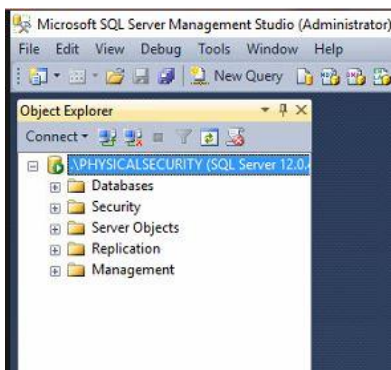 Microsoft SQL Server Management Studio (Administrator)
File Edit View Debug Tools Window Help
New Query
Object Explorer
Connect
.\PHYSICALSECURITY (SQL Server 12.0.
Databases
Security
Server Objects
Replication
Management